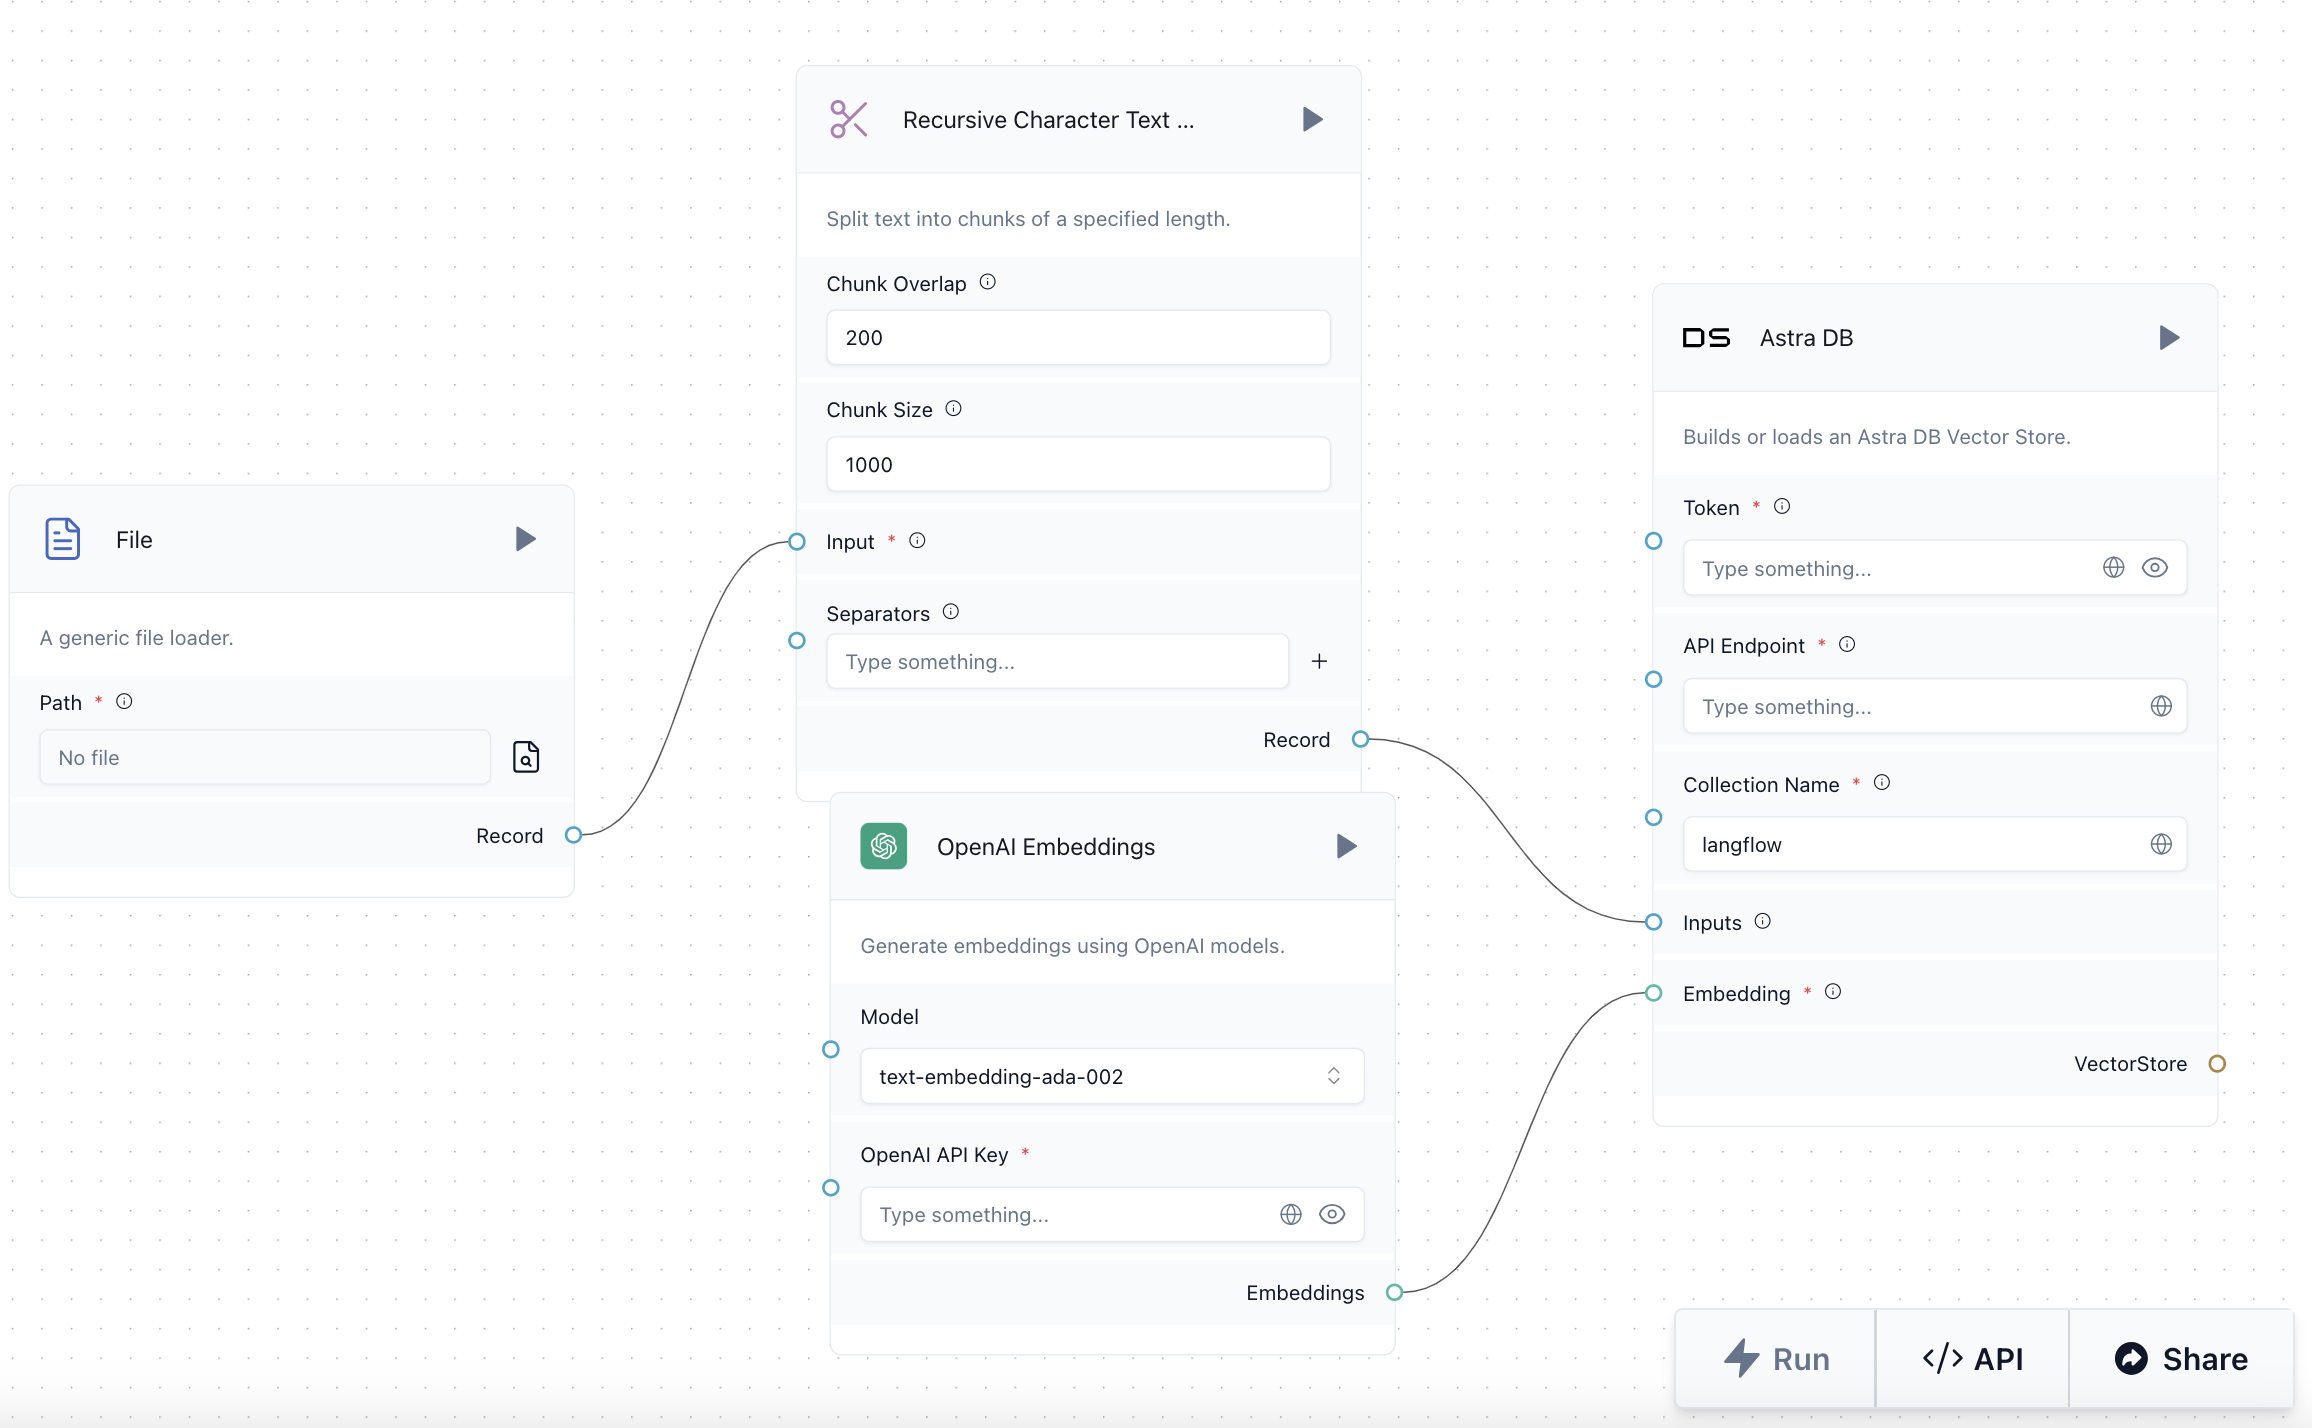 File
A generic file loader.
Path *
No file
Record
Recursive Character Text ...
Split text into chunks of a specified length.
Chunk Overlap
200
Chunk Size
1000
Input *
Separators
Type something...
Record
OpenAI Embeddings
Generate embeddings using OpenAI models.
Model
text-embedding-ada-002
OpenAI API Key *
Type something...
Embeddings
DS Astra DB
Builds or loads an Astra DB Vector Store.
Token *
Type something...
API Endpoint *
Type something...
Collection Name *
langflow
Inputs
Embedding *
VectorStore
Run
</> API
Share